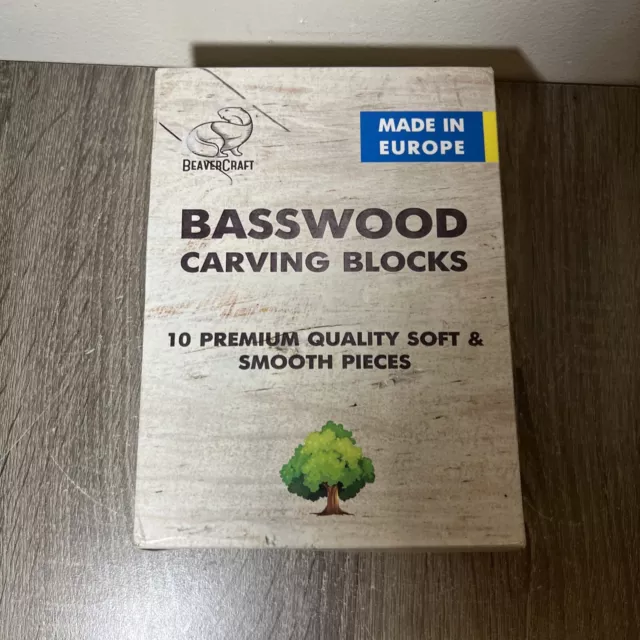 BEAVERCRAFT
MADE IN
EUROPE
BASSWOOD
CARVING BLOCKS
10 PREMIUM QUALITY SOFT &
SMOOTH PIECES